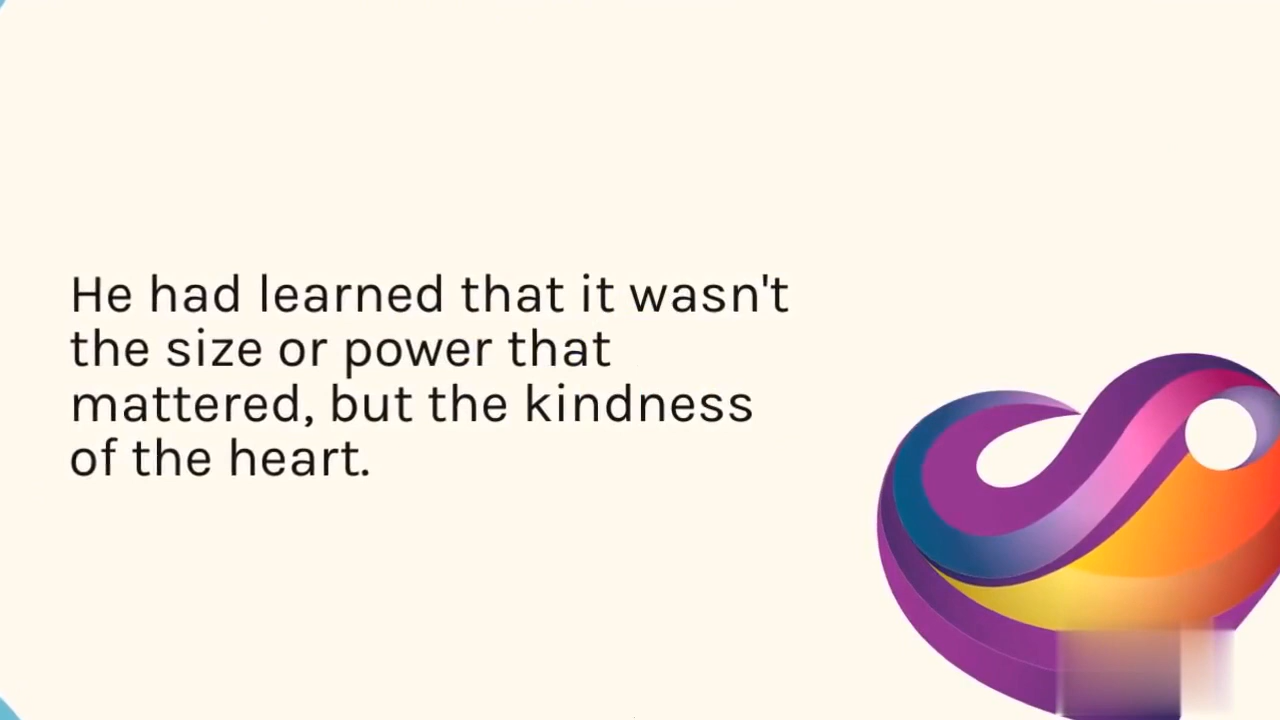 He had learned that it wasn't
the size or power that
mattered, but the kindness
of the heart.